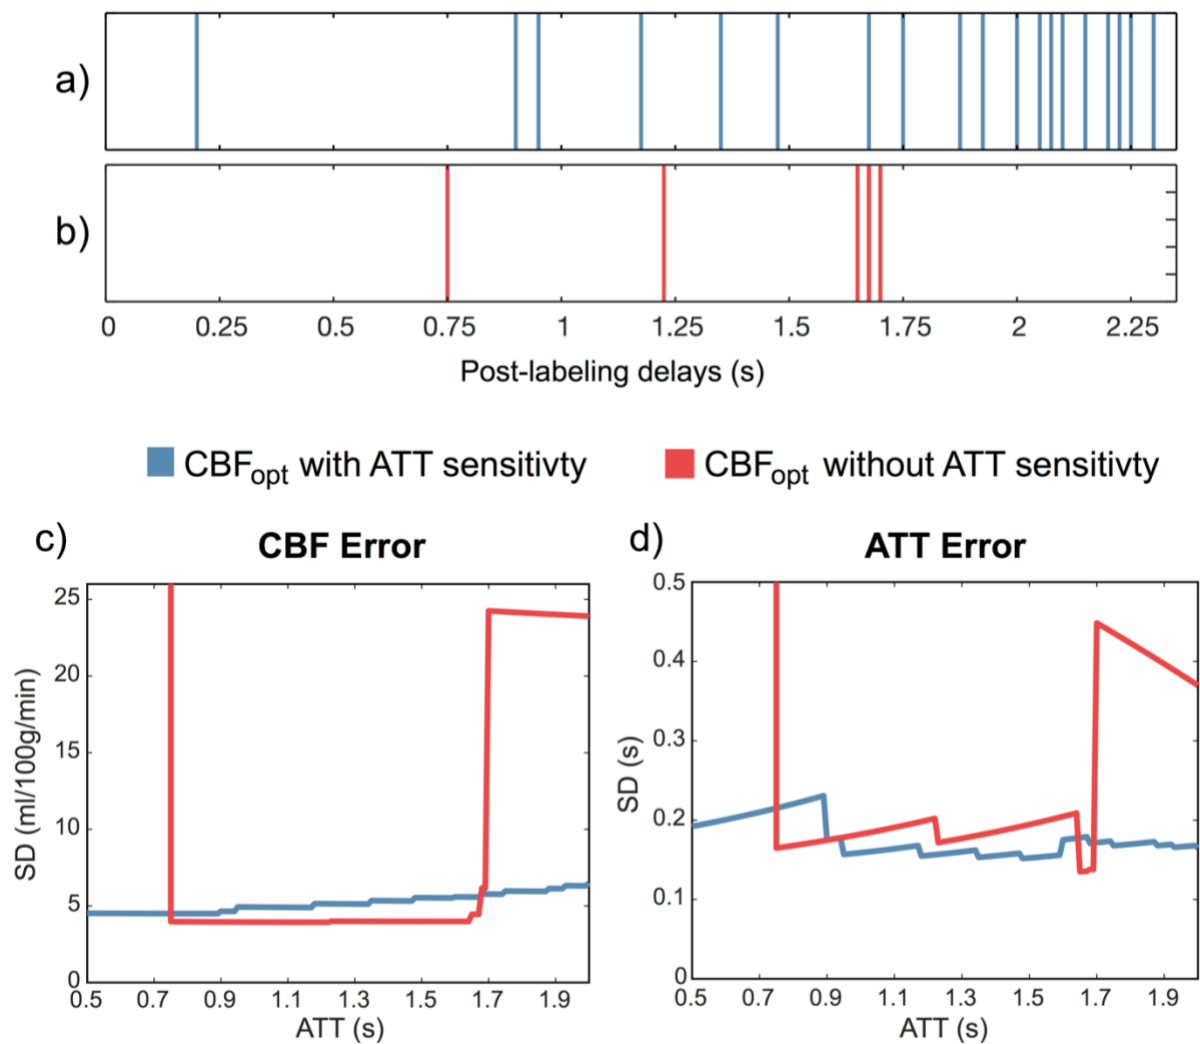 a)
b)
0 0.25 0.5 0.75 1 1.25 1.5 1.75 2 2.25
Post-labeling delays (s)
CBFopt with ATT sensitivty
CBFopt without ATT sensitivty
c)
CBF Error
25
20
15
10
5
0
SD (ml/100g/min)
0.5 0.7 0.9 1.1 1.3 1.5 1.7 1.9
ATT (s)
d)
ATT Error
0.5
0.4
0.3
0.2
0.1
0
SD (s)
0.5 0.7 0.9 1.1 1.3 1.5 1.7 1.9
ATT (s)